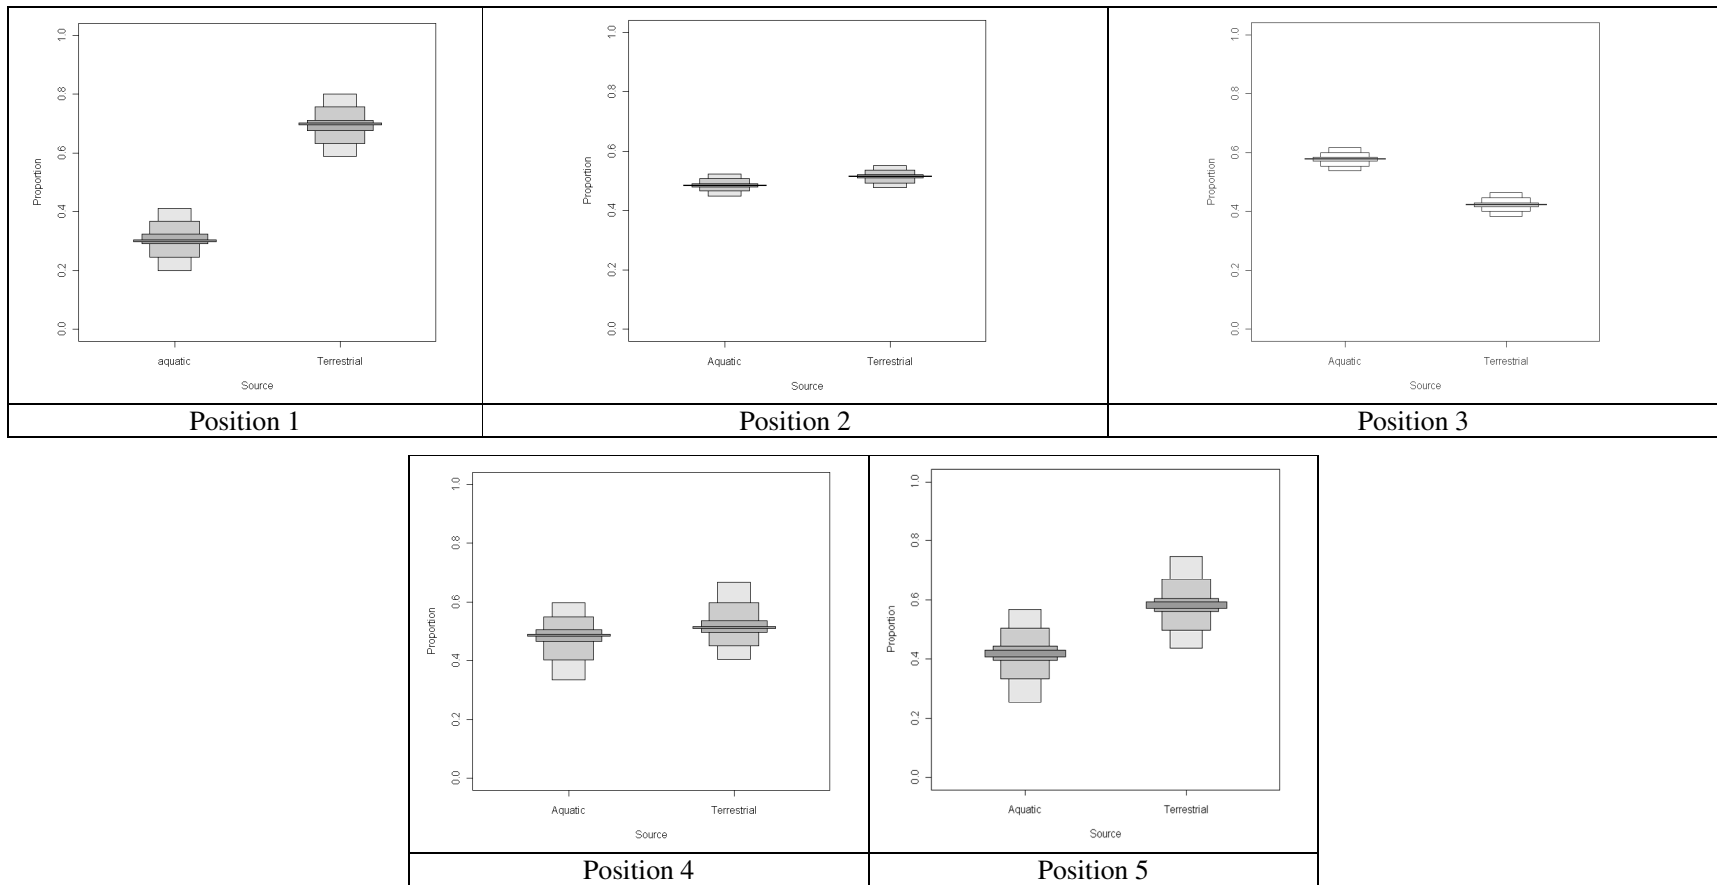 1.0
0.8
0.6
0.4
0.2
0.0
Proportion
aquatic Terrestrial
Source
Position 1
1.0
0.8
0.6
0.4
0.2
0.0
Proportion
Aquatic Terrestrial
Source
Position 2
1.0
0.8
0.6
0.4
0.2
0.0
Proportion
Aquatic Terrestrial
Source
Position 3
1.0
0.8
0.6
0.4
0.2
0.0
Proportion
Aquatic Terrestrial
Source
Position 4
1.0
0.8
0.6
0.4
0.2
0.0
Proportion
Aquatic Terrestrial
Source
Position 5